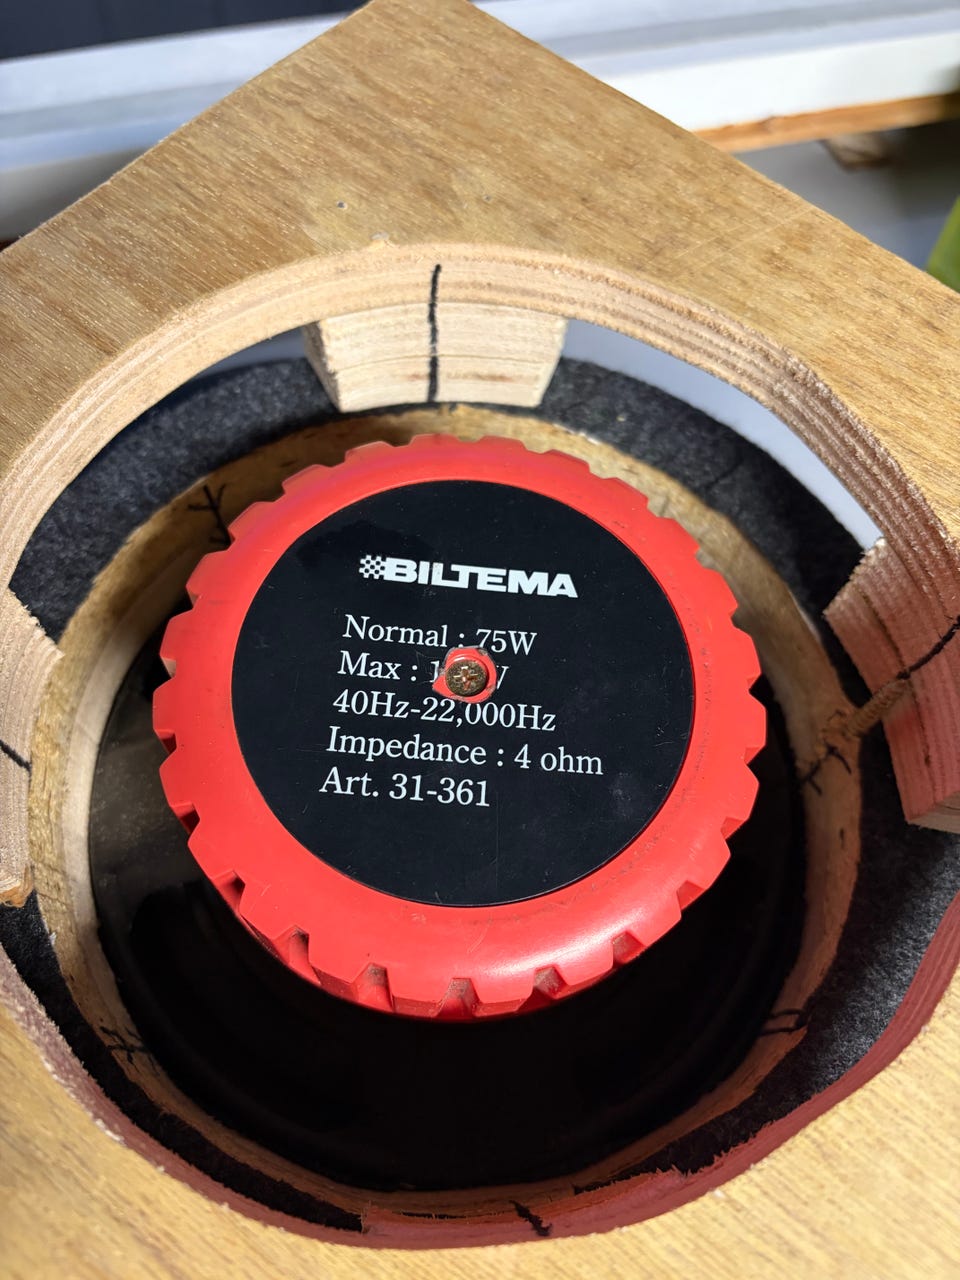 BILTEMA
Normal : 75W
Max :
40Hz-22,000Hz
Impedance : 4 ohm
Art. 31-361